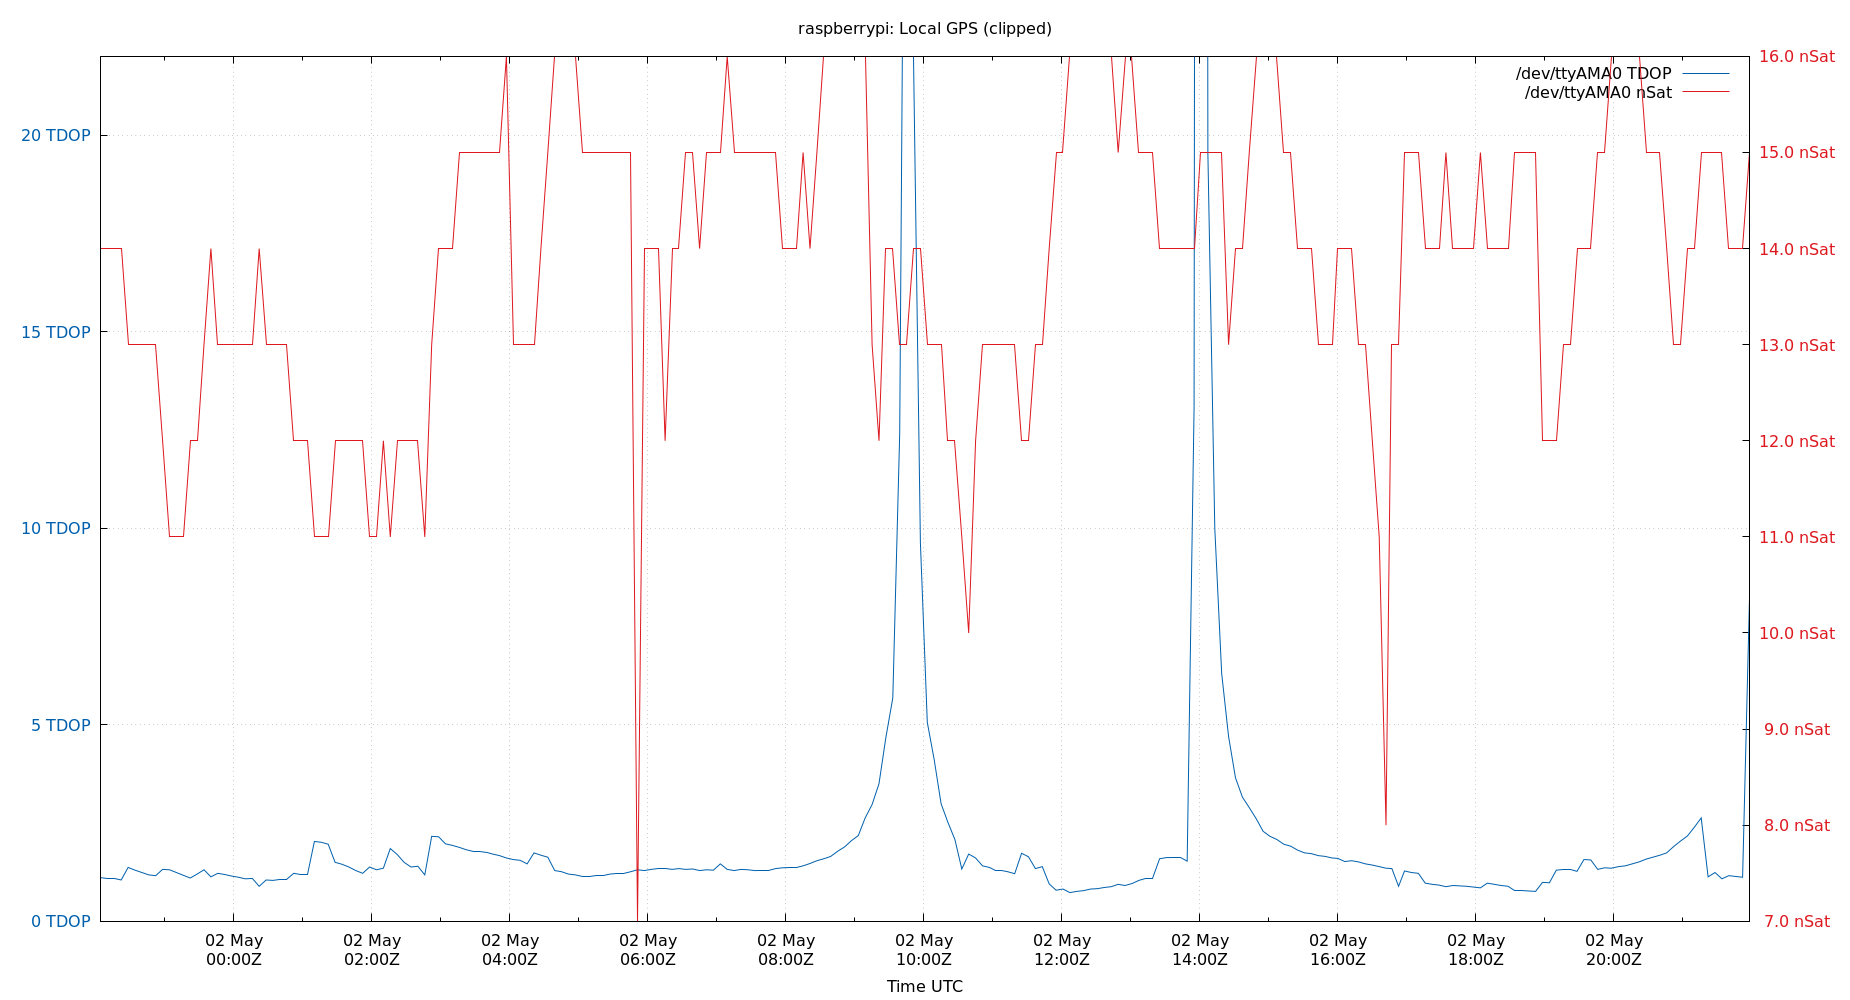 raspberrypi: Local GPS (clipped)
/dev/ttyAMA0 TDOP
/dev/ttyAMA0 nSat
20 TDOP
15 TDOP
10 TDOP
5 TDOP
0 TDOP
16.0 nSat
15.0 nSat
14.0 nSat
13.0 nSat
12.0 nSat
11.0 nSat
10.0 nSat
9.0 nSat
8.0 nSat
7.0 nSat
02 May
00:00Z
02 May
02:00Z
02 May
04:00Z
02 May
06:00Z
02 May
08:00Z
02 May
10:00Z
02 May
12:00Z
02 May
14:00Z
02 May
16:00Z
02 May
18:00Z
02 May
20:00Z
Time UTC